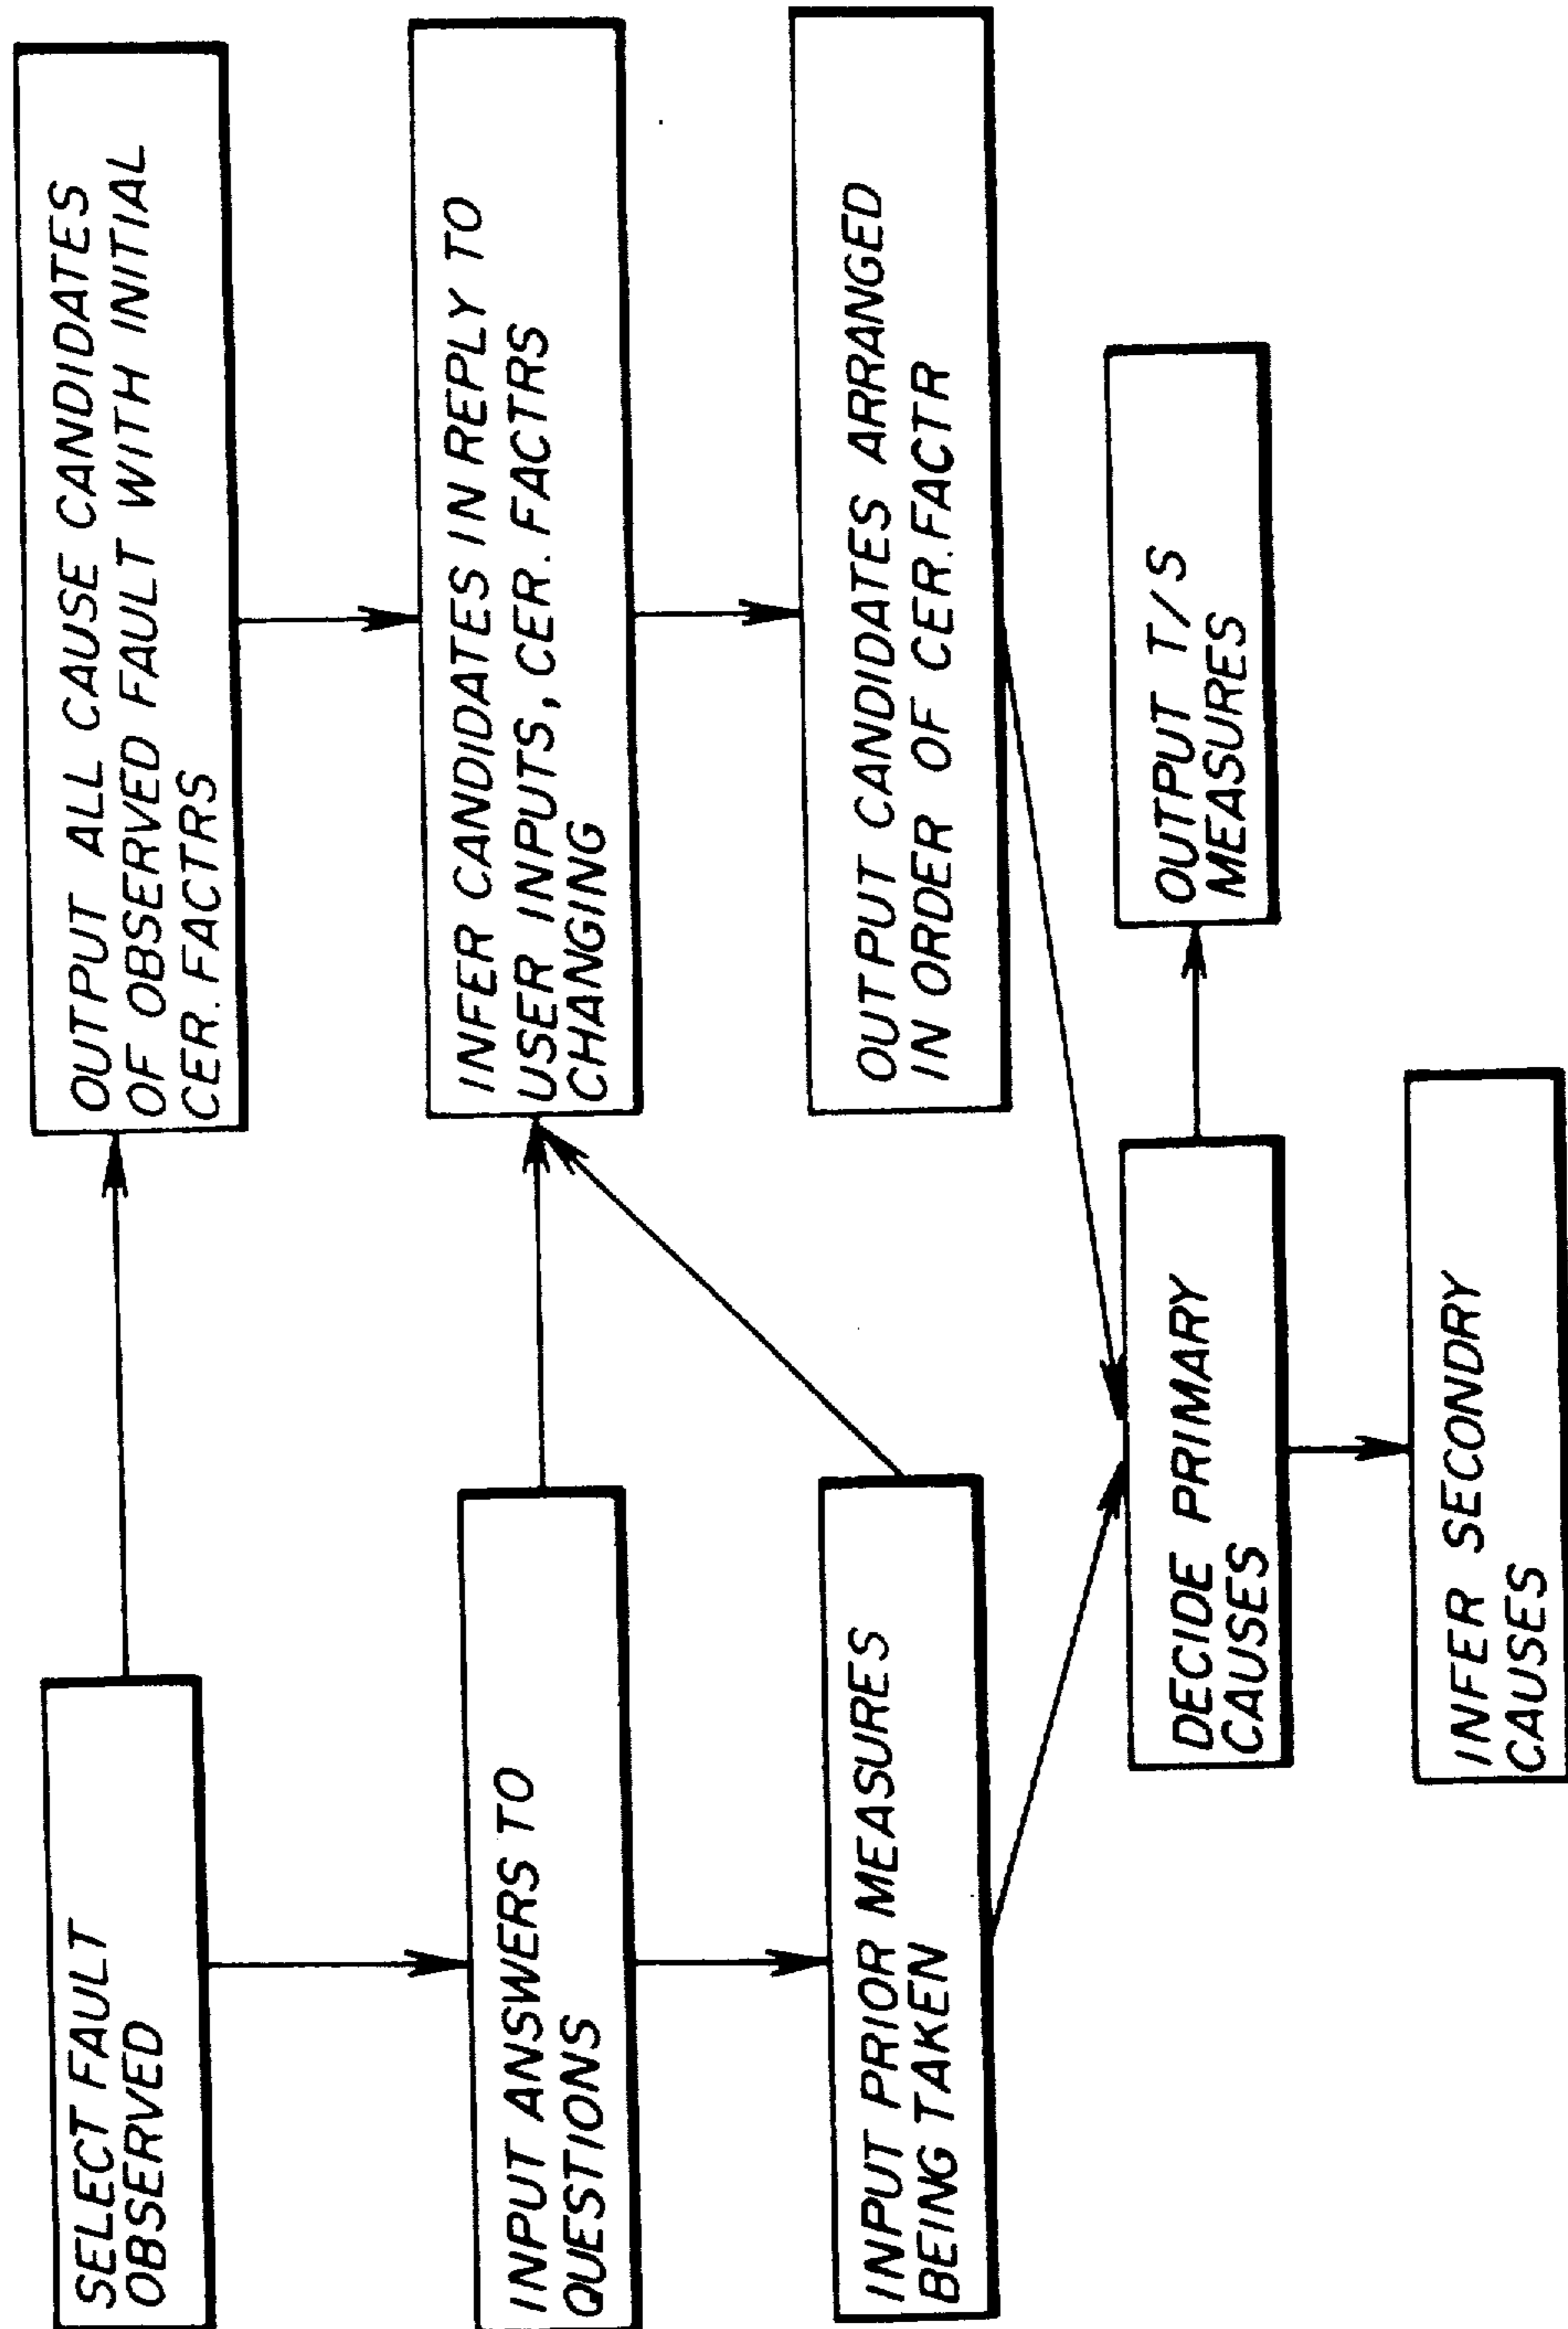 SELECT FAULT
OBSERVED
OUTPUT ALL CAUSE CANDIDATES
OF OBSERVED FAULT WITH INITIAL
CER.FACTRS
INPUT ANSWERS TO
QUESTIONS
INFER CANDIDATES IN REPLY TO
USER INPUTS, CER.FACTRS
CHANGING
INPUT PRIOR MEASURES
BEING TAKEN
OUTPUT CANDIDATES ARRANGED
IN ORDER OF CER.FACTR
DECIDE PRIMARY
CAUSES
OUTPUT T/S
MEASURES
INFER SECONDRY
CAUSES